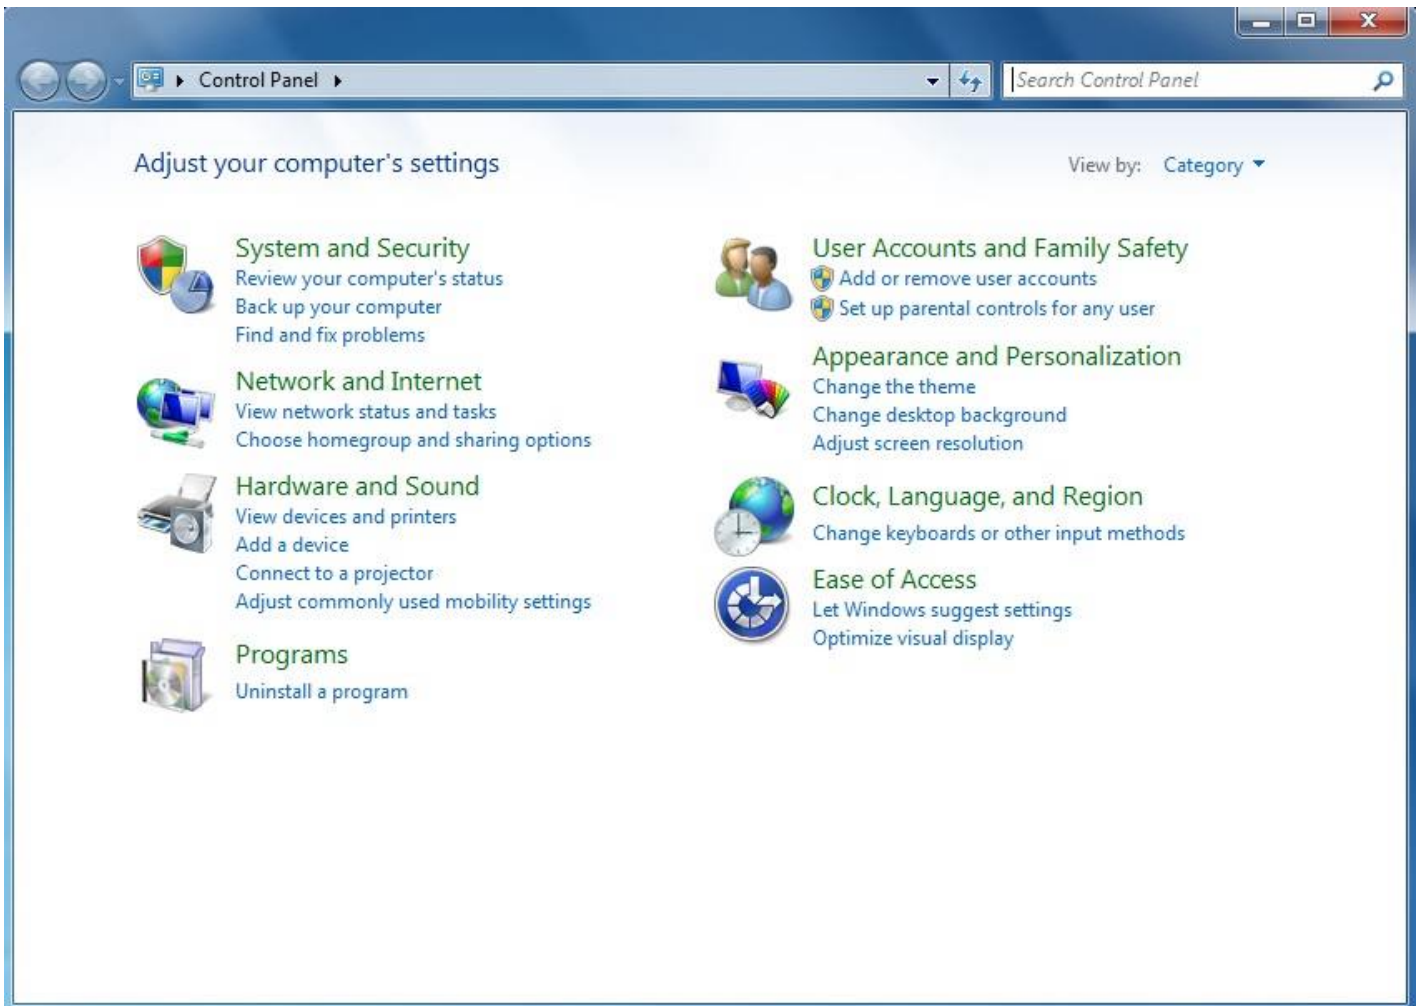 Control Panel
Search Control Panel
Adjust your computer's settings
View by: Category
System and Security
Review your computer's status
Back up your computer
Find and fix problems
Network and Internet
View network status and tasks
Choose homegroup and sharing options
Hardware and Sound
View devices and printers
Add a device
Connect to a projector
Adjust commonly used mobility settings
Programs
Uninstall a program
User Accounts and Family Safety
Add or remove user accounts
Set up parental controls for any user
Appearance and Personalization
Change the theme
Change desktop background
Adjust screen resolution
Clock, Language, and Region
Change keyboards or other input methods
Ease of Access
Let Windows suggest settings
Optimize visual display